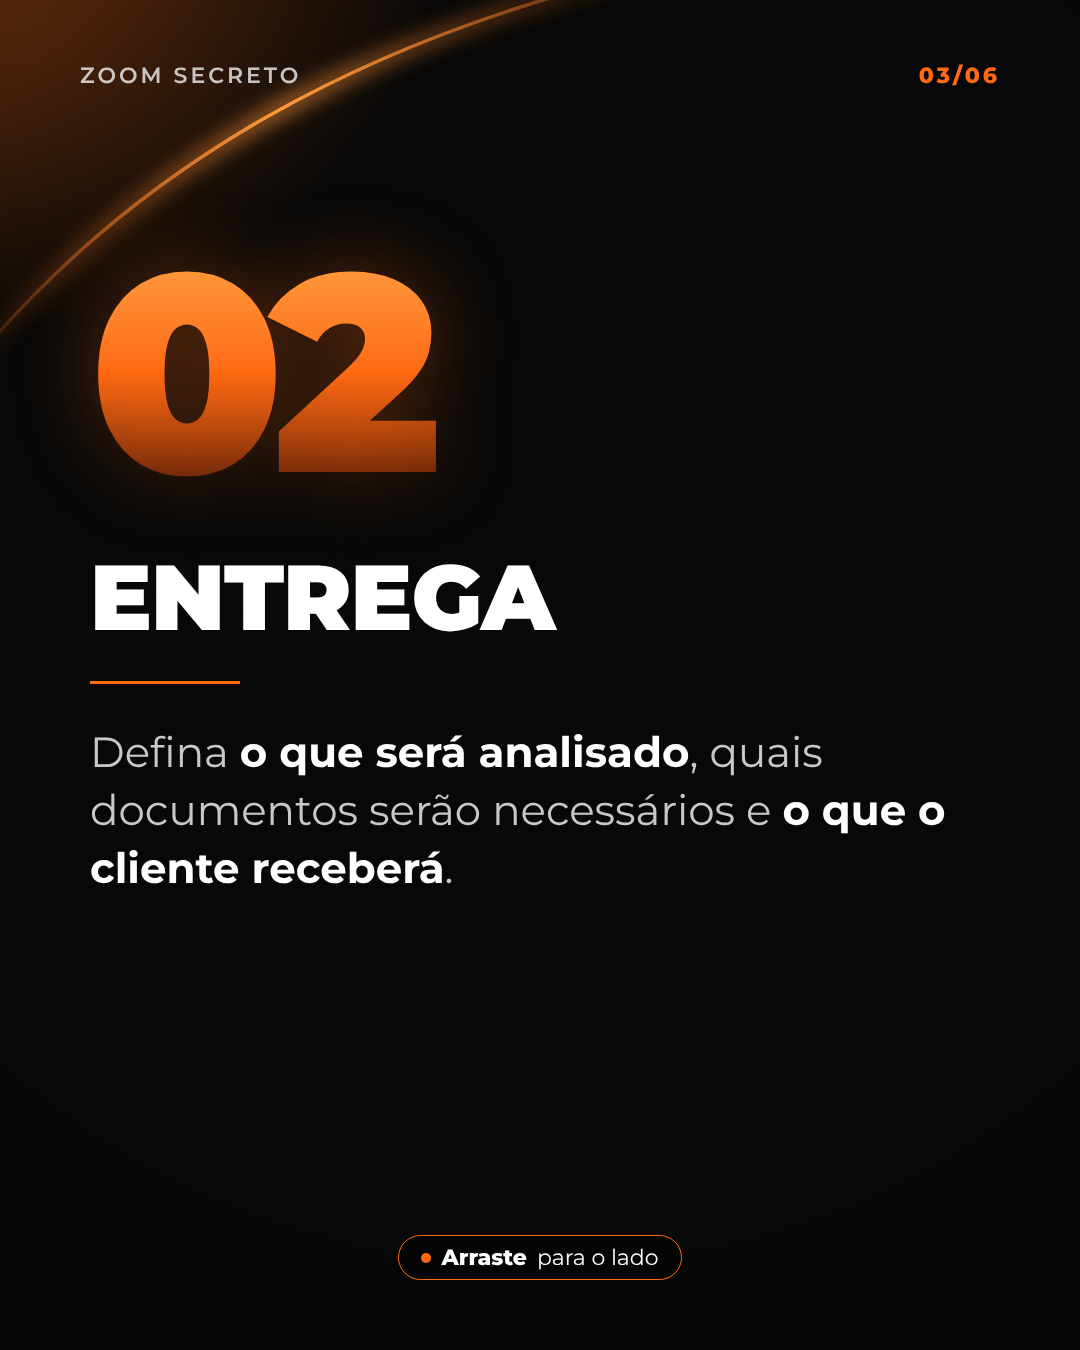 ZOOM SECRETO
03/06
02
ENTREGA
Defina o que será analisado, quais
documentos serão necessários e o que o
cliente receberá.
Arraste para o lado